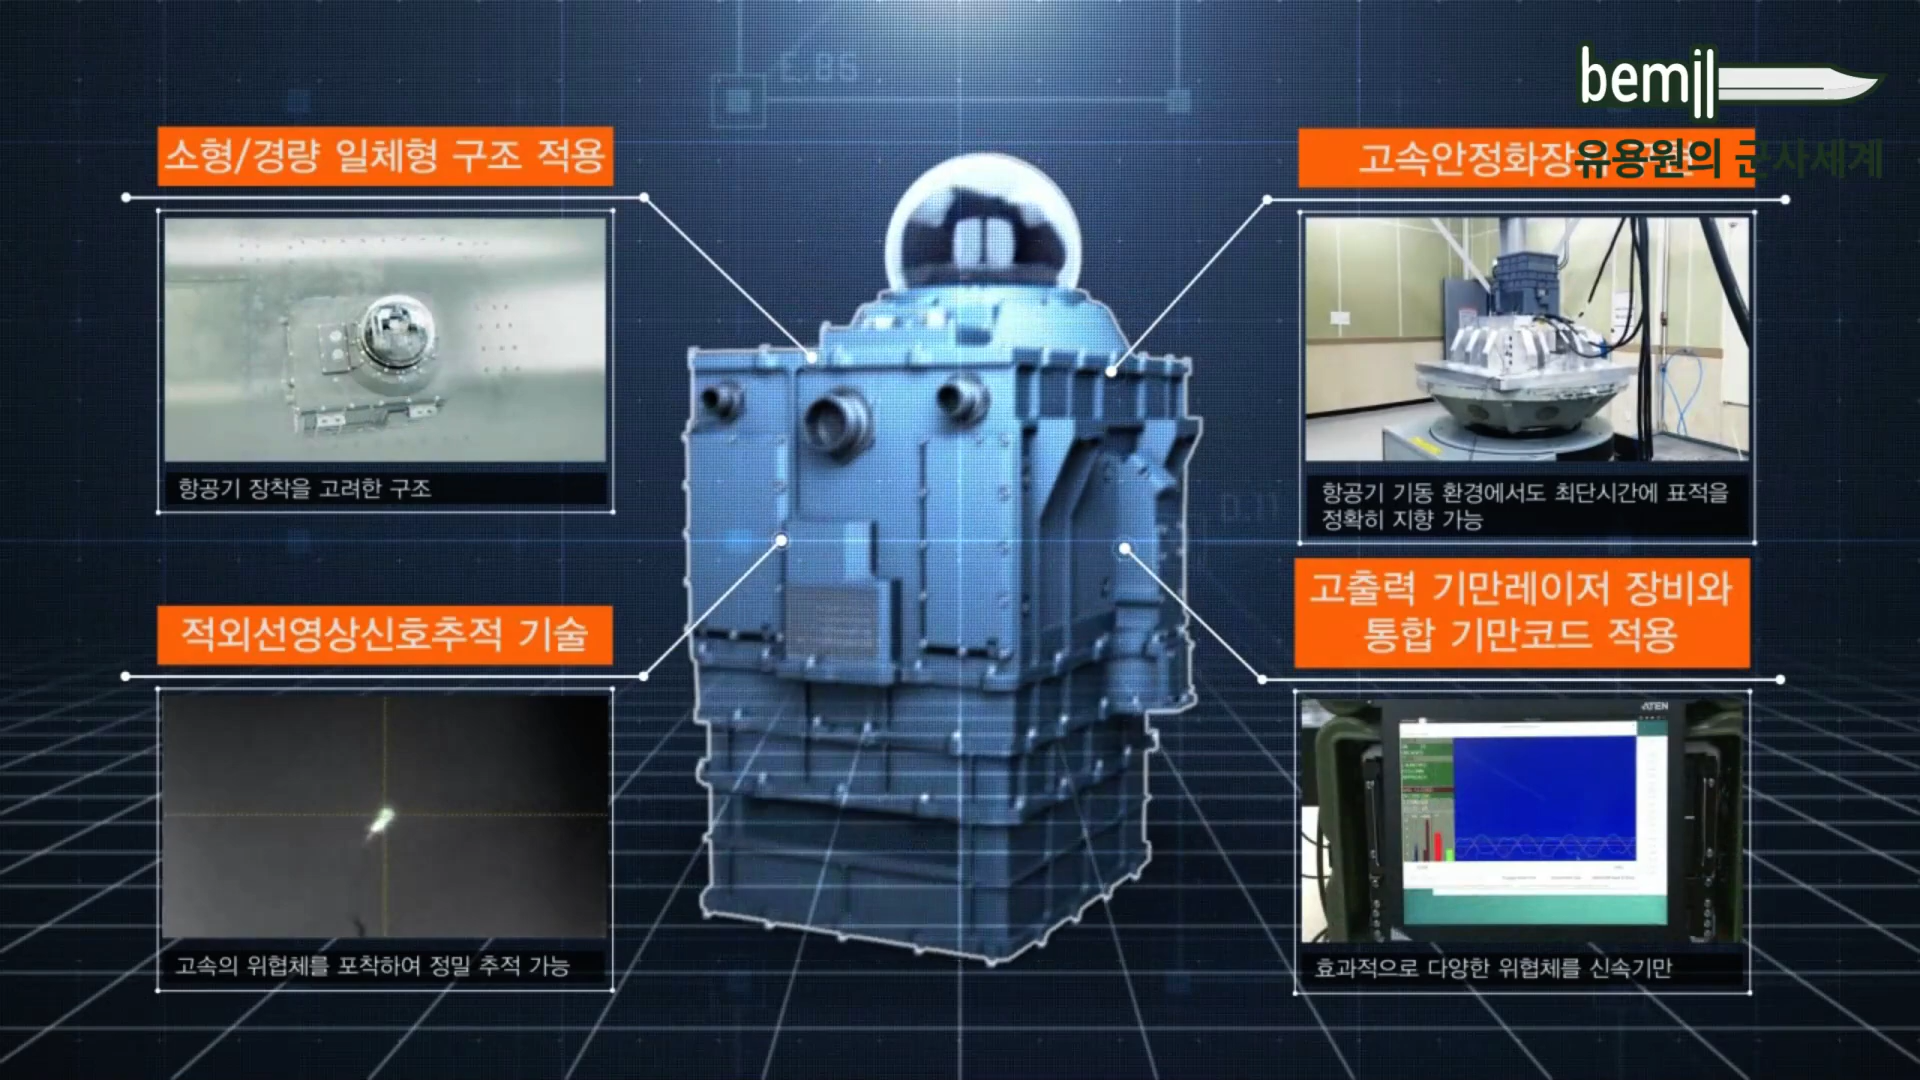 bemil
유용원의 군사세계
소형/경량 일체형 구조 적용
항공기 장착을 고려한 구조
고속안정화장
항공기 기동 환경에서도 최단시간에 표적을
정확히 지향 가능
적외선영상신호추적 기술
고속의 위협체를 포착하여 정밀 추적 가능
고출력 기만레이저 장비와
통합 기만코드 적용
ATEN
효과적으로 다양한 위협체를 신속기만